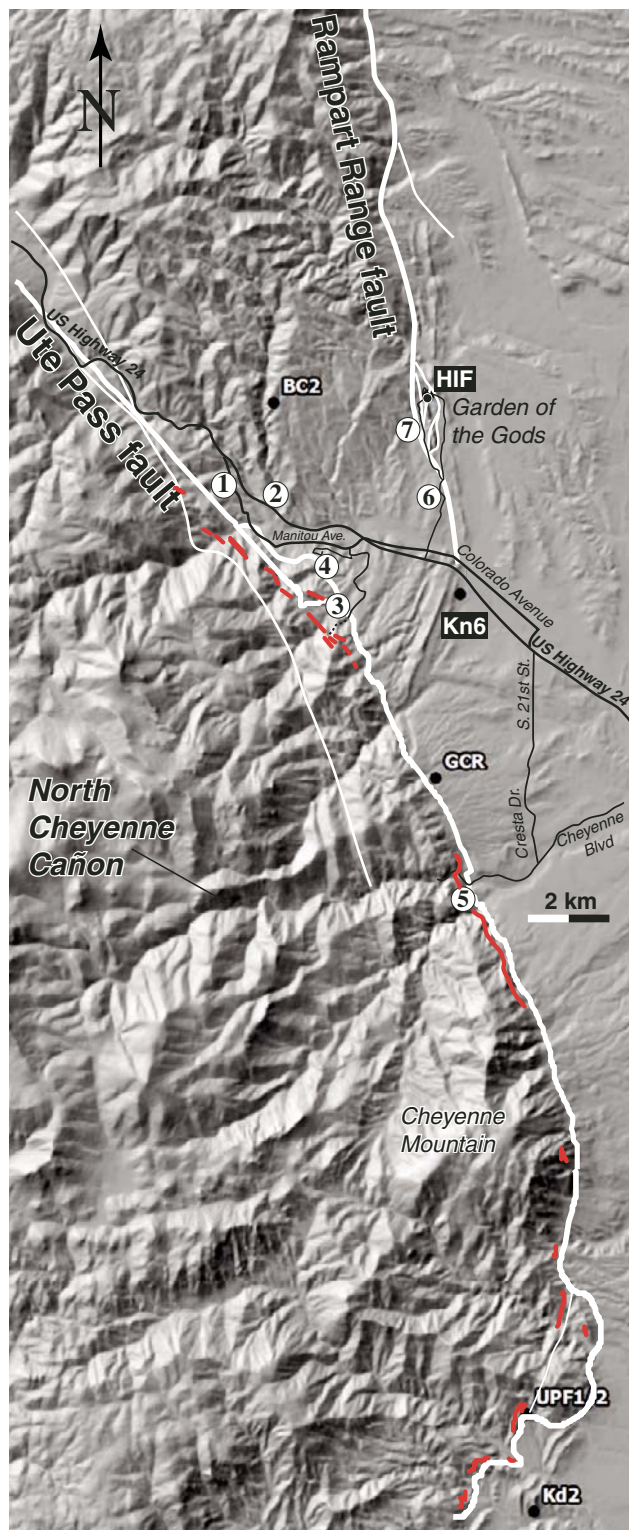 N
Rampart Range fault
US Highway 24
Ute Pass fault
BC2
HIF
Garden of
the Gods
7
1
2
6
Manitou Ave.
4
Colorado Avenue
3
Kn6
US Highway 24
S. 21st St.
GCR
North
Cheyenne
Cañon
Cresta Dr.
Cheyenne
Blvd
5
2 km
Cheyenne
Mountain
Kd2